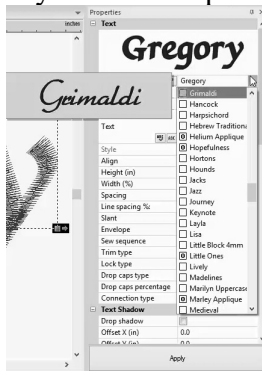 Properties
inches
Text
Gregory
Gregory
Grimaldi
Grimaldi
Hancock
Harpsichord
Text
Hebrew Traditiona
Helium Applique
Style
Hopefulness
Align
Hortons
Height (in)
Hounds
Width (%)
Jacks
Spacing
Jazz
Line spacing %:
Journey
Slant
Keynote
Envelope
Layla
Sew sequence
Lisa
Trim type
Little Block 4mm
Lock type
Little Ones
Drop caps type
Lively
Drop caps percentage
Madelines
Connection type
Marilyn Uppercase
Marley Applique
Text Shadow
Medieval
Drop shadow
Offset X (in)
0.0
Offset Y (in)
0.0
Apply